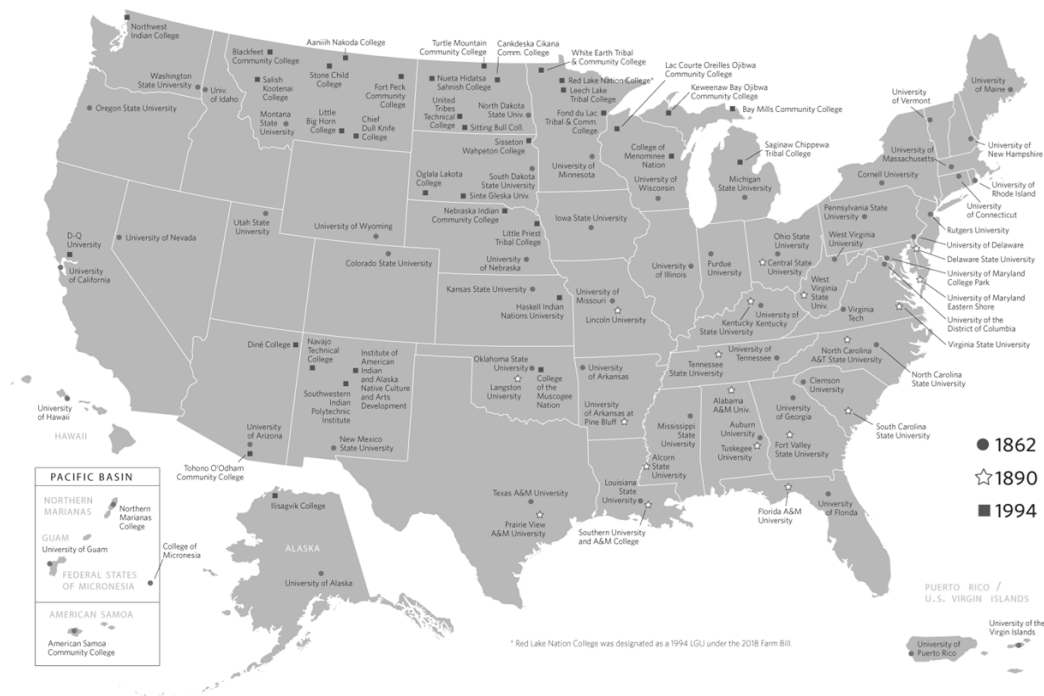 Northwest
Indian College
Washington
State University
Univ.
of Idaho
Oregon State University
Blackfeet
Community College
Aaniiih Nakoda College
Stone Child
College
Salish
Kootenai
College
Montana
State
University
Fort Peck
Community
College
Little
Big Horn
College
Chief
Dull Knife
College
Turtle Mountain
Community College
Cankdeska Cikana
Comm. College
Nueta Hidatsa
Sahnish College
United
Tribes
Technical
College
North Dakota
State Univ.
Sitting Bull Coll.
Sisseton
Wahpeton College
South Dakota
State University
Oglala Lakota
College
Sinte Gleska Univ.
White Earth Tribal
& Community College
Red Lake Nation College*
Leech Lake
Tribal College
Fond du Lac
Tribal & Comm.
College
University of
Minnesota
Lac Courte Oreilles Ojibwa
Community College
Keweenaw Bay Ojibwa
Community College
Bay Mills Community College
College of
Menominee
Nation
University of
Wisconsin
Saginaw Chippewa
Tribal College
Michigan
State University
University of
Vermont
University
of Maine
University of
New Hampshire
University of
Massachusetts
Cornell University
University of
Rhode Island
University
of Connecticut
Pennsylvania State
University
Rutgers University
University of Delaware
Delaware State University
University of Maryland
College Park
University of Maryland
Eastern Shore
University of the
District of Columbia
Virginia State University
West Virginia
University
West
Virginia
State
Univ.
Virginia
Tech
Ohio State
University
Central State
University
Purdue
University
University
of Illinois
Iowa State University
Nebraska Indian
Community College
Little Priest
Tribal College
University
of Nebraska
Kansas State University
Haskell Indian
Nations University
University of
Missouri
Lincoln University
Kentucky
State University
University of
Kentucky
D-Q
University
University of
California
University of Nevada
Utah State
University
University of Wyoming
Colorado State University
Diné College
Navajo
Technical
College
Institute of
American
Indian
and Alaska
Native Culture
and Arts
Development
Southwestern
Indian
Polytechnic
Institute
University
of Arizona
Tohono O'Odham
Community College
New Mexico
State University
Oklahoma State
University
Langston
University
College
of the
Muscogee
Nation
University
of Arkansas
University
of Arkansas at
Pine Bluff
Tennessee
State University
University of
Tennessee
North Carolina
A&T State University
North Carolina
State University
Clemson
University
South Carolina
State University
Alabama
A&M Univ.
Auburn
University
Tuskegee
University
University
of Georgia
Fort Valley
State University
Mississippi
State
University
Alcorn
State
University
Louisiana
State
University
Southern University
and A&M College
Florida A&M
University
University
of Florida
Texas A&M University
Prairie View
A&M University
University
of Hawaii
HAWAII
PACIFIC BASIN
NORTHERN
MARIANAS
Northern
Marianas
College
GUAM
University of Guam
College of
Micronesia
FEDERAL STATES
OF MICRONESIA
AMERICAN SAMOA
American Samoa
Community College
Ilisagvik College
ALASKA
University of Alaska
1862
1890
1994
PUERTO RICO /
U.S. VIRGIN ISLANDS
University of the
Virgin Islands
University of
Puerto Rico
* Red Lake Nation College was designated as a 1994 LGU under the 2018 Farm Bill.